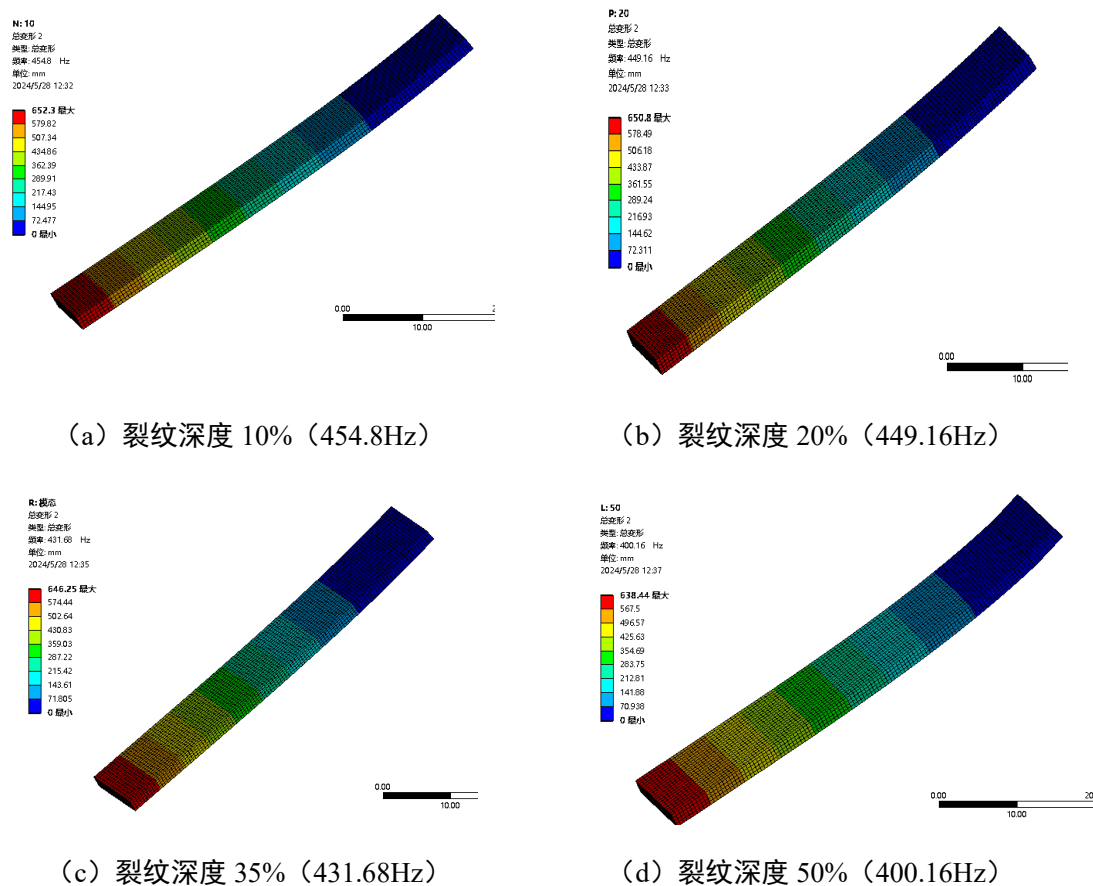 N: 10
总变形 2
类型: 总变形
频率: 454.8 Hz
单位: mm
2024/5/28 12:32
652.3 最大
579.82
507.34
434.86
362.39
289.91
217.43
144.95
72.477
0 最小
0.00
10.00
2
(a)裂纹深度 10%(454.8Hz)
P: 20
总变形 2
类型: 总变形
频率: 449.16 Hz
单位: mm
2024/5/28 12:33
650.8 最大
578.49
506.18
433.87
361.55
289.24
216.93
144.62
72.311
0 最小
0.00
10.00
(b)裂纹深度 20%(449.16Hz)
R: 模态
总变形 2
类型: 总变形
频率: 431.68 Hz
单位: mm
2024/5/28 12:35
646.25 最大
574.44
502.64
430.83
359.03
287.22
215.42
143.61
71.805
0 最小
0.00
10.00
(c)裂纹深度 35%(431.68Hz)
L: 50
总变形 2
类型: 总变形
频率: 400.16 Hz
单位: mm
2024/5/28 12:37
638.44 最大
567.5
496.57
425.63
354.69
283.75
212.81
141.88
70.938
0 最小
0.00
10.00
20
(d)裂纹深度 50%(400.16Hz)